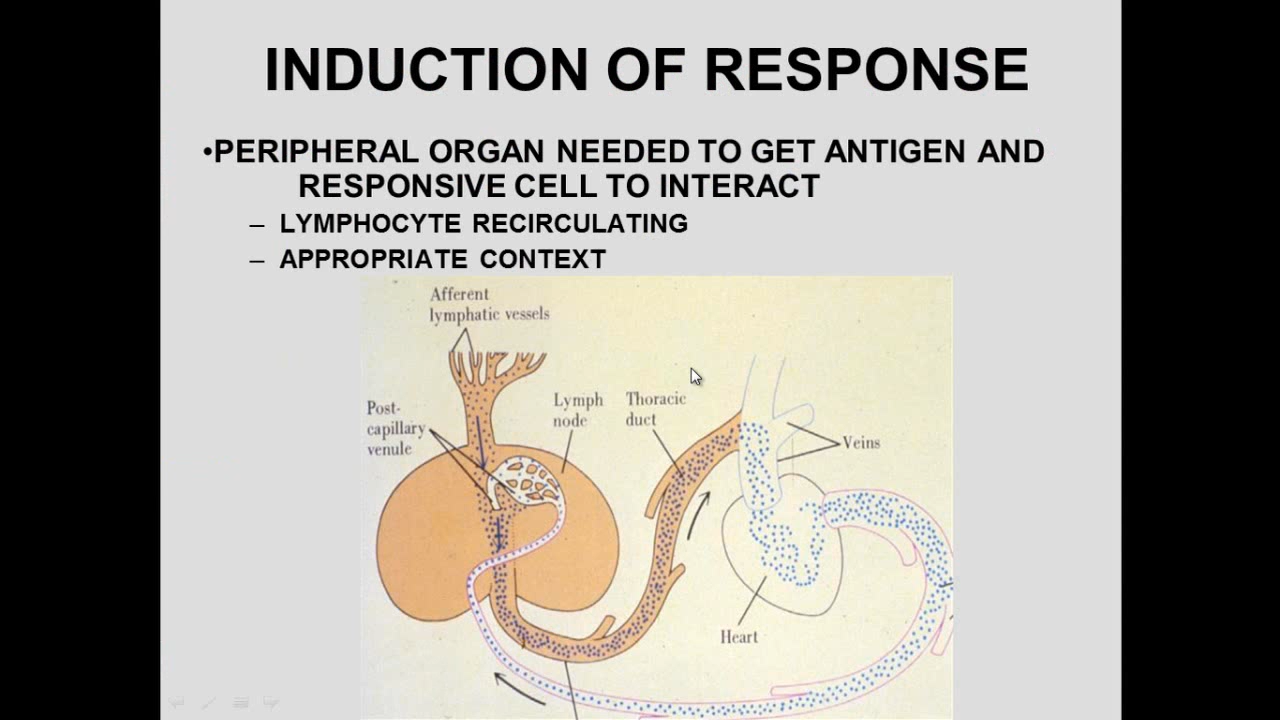 INDUCTION OF RESPONSE
•PERIPHERAL ORGAN NEEDED TO GET ANTIGEN AND
RESPONSIVE CELL TO INTERACT
– LYMPHOCYTE RECIRCULATING
– APPROPRIATE CONTEXT
Afferent
lymphatic vessels
Post-
capillary
venule
Lymph
node
Thoracic
duct
Veins
Heart